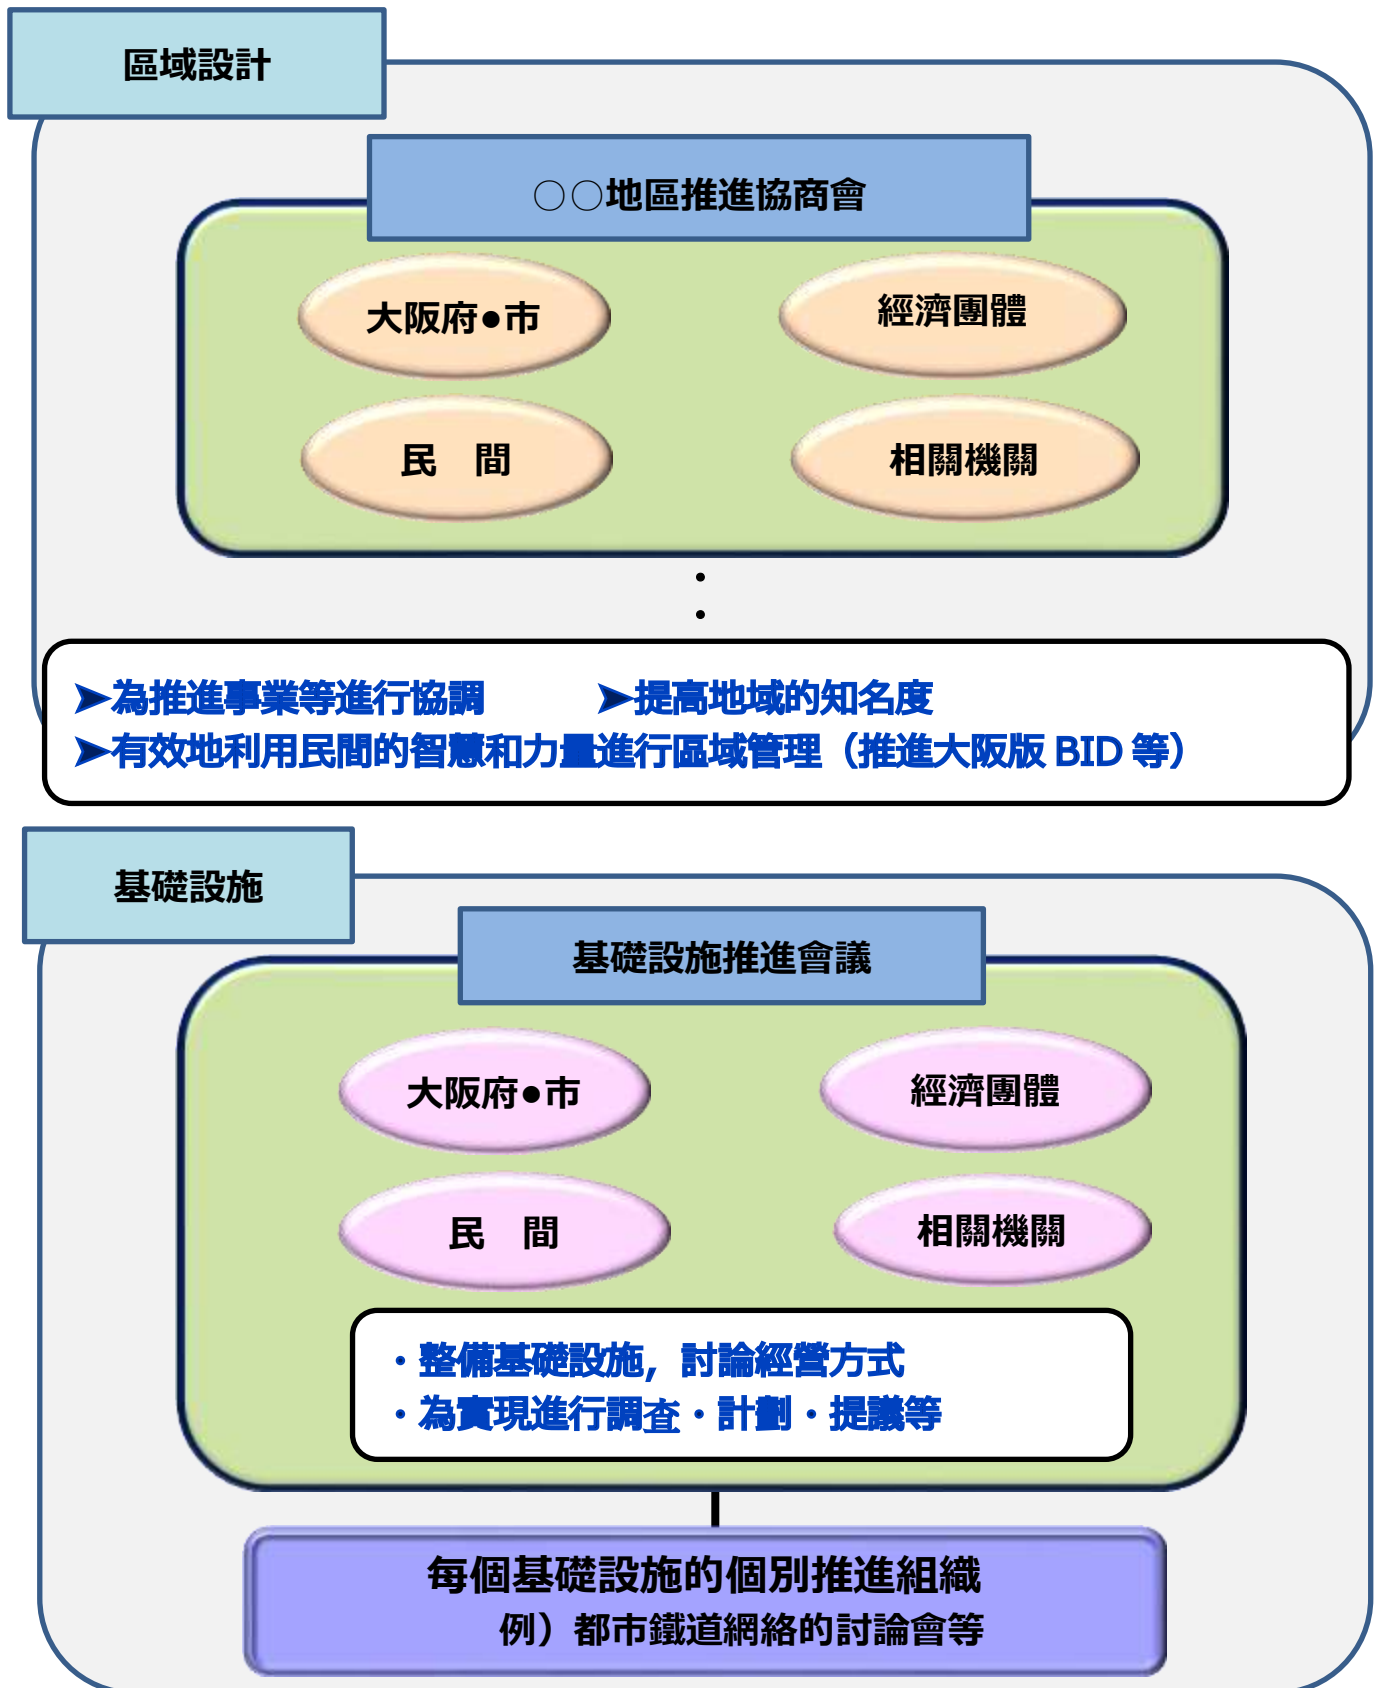 區域設計
○○地區推進協商會
大阪府●市
經濟團體
民　間
相關機關
・
・
➤為推進事業等進行協調　　　➤提高地域的知名度
➤有效地利用民間的智慧和力量進行區域管理（推進大阪版 BID 等）
基礎設施
基礎設施推進會議
大阪府●市
經濟團體
民　間
相關機關
・整備基礎設施，討論經營方式
・為實現進行調查・計劃・提議等
每個基礎設施的個別推進組織
例）都市鐵道網絡的討論會等